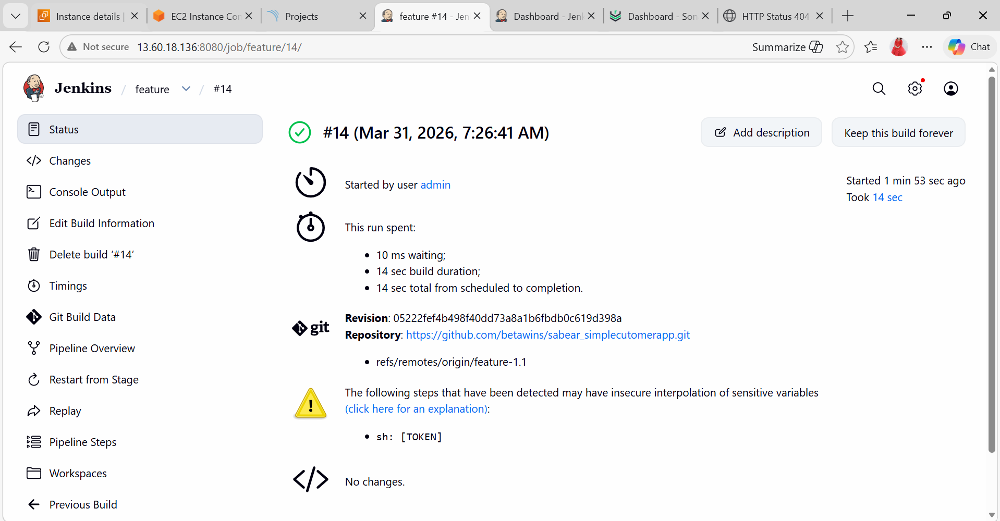 Instance details |
EC2 Instance Con
Projects
feature #14 - Jen
Dashboard - Jenk
Dashboard - Son
HTTP Status 404
Not secure
13.60.18.136:8080/job/feature/14/
Summarize
Chat
Jenkins / feature / #14
Status
Changes
Console Output
Edit Build Information
Delete build ‘#14’
Timings
Git Build Data
Pipeline Overview
Restart from Stage
Replay
Pipeline Steps
Workspaces
Previous Build
#14 (Mar 31, 2026, 7:26:41 AM)
Add description
Keep this build forever
Started 1 min 53 sec ago
Took 14 sec
Started by user admin
This run spent:
• 10 ms waiting;
• 14 sec build duration;
• 14 sec total from scheduled to completion.
git
Revision: 05222fef4b498f40dd73a8a1b6fbdb0c619d398a
Repository: https://github.com/betawins/sabear_simplecutomerapp.git
• refs/remotes/origin/feature-1.1
The following steps that have been detected may have insecure interpolation of sensitive variables
(click here for an explanation):
• sh: [TOKEN]
No changes.